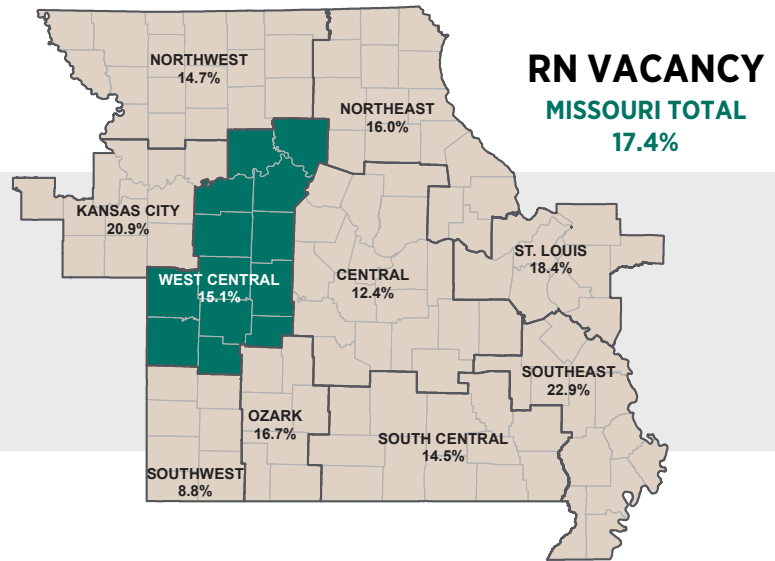 RN VACANCY
MISSOURI TOTAL
17.4%
NORTHWEST
14.7%
NORTHEAST
16.0%
KANSAS CITY
20.9%
ST. LOUIS
18.4%
WEST CENTRAL
15.1%
CENTRAL
12.4%
SOUTHEAST
22.9%
OZARK
16.7%
SOUTH CENTRAL
14.5%
SOUTHWEST
8.8%